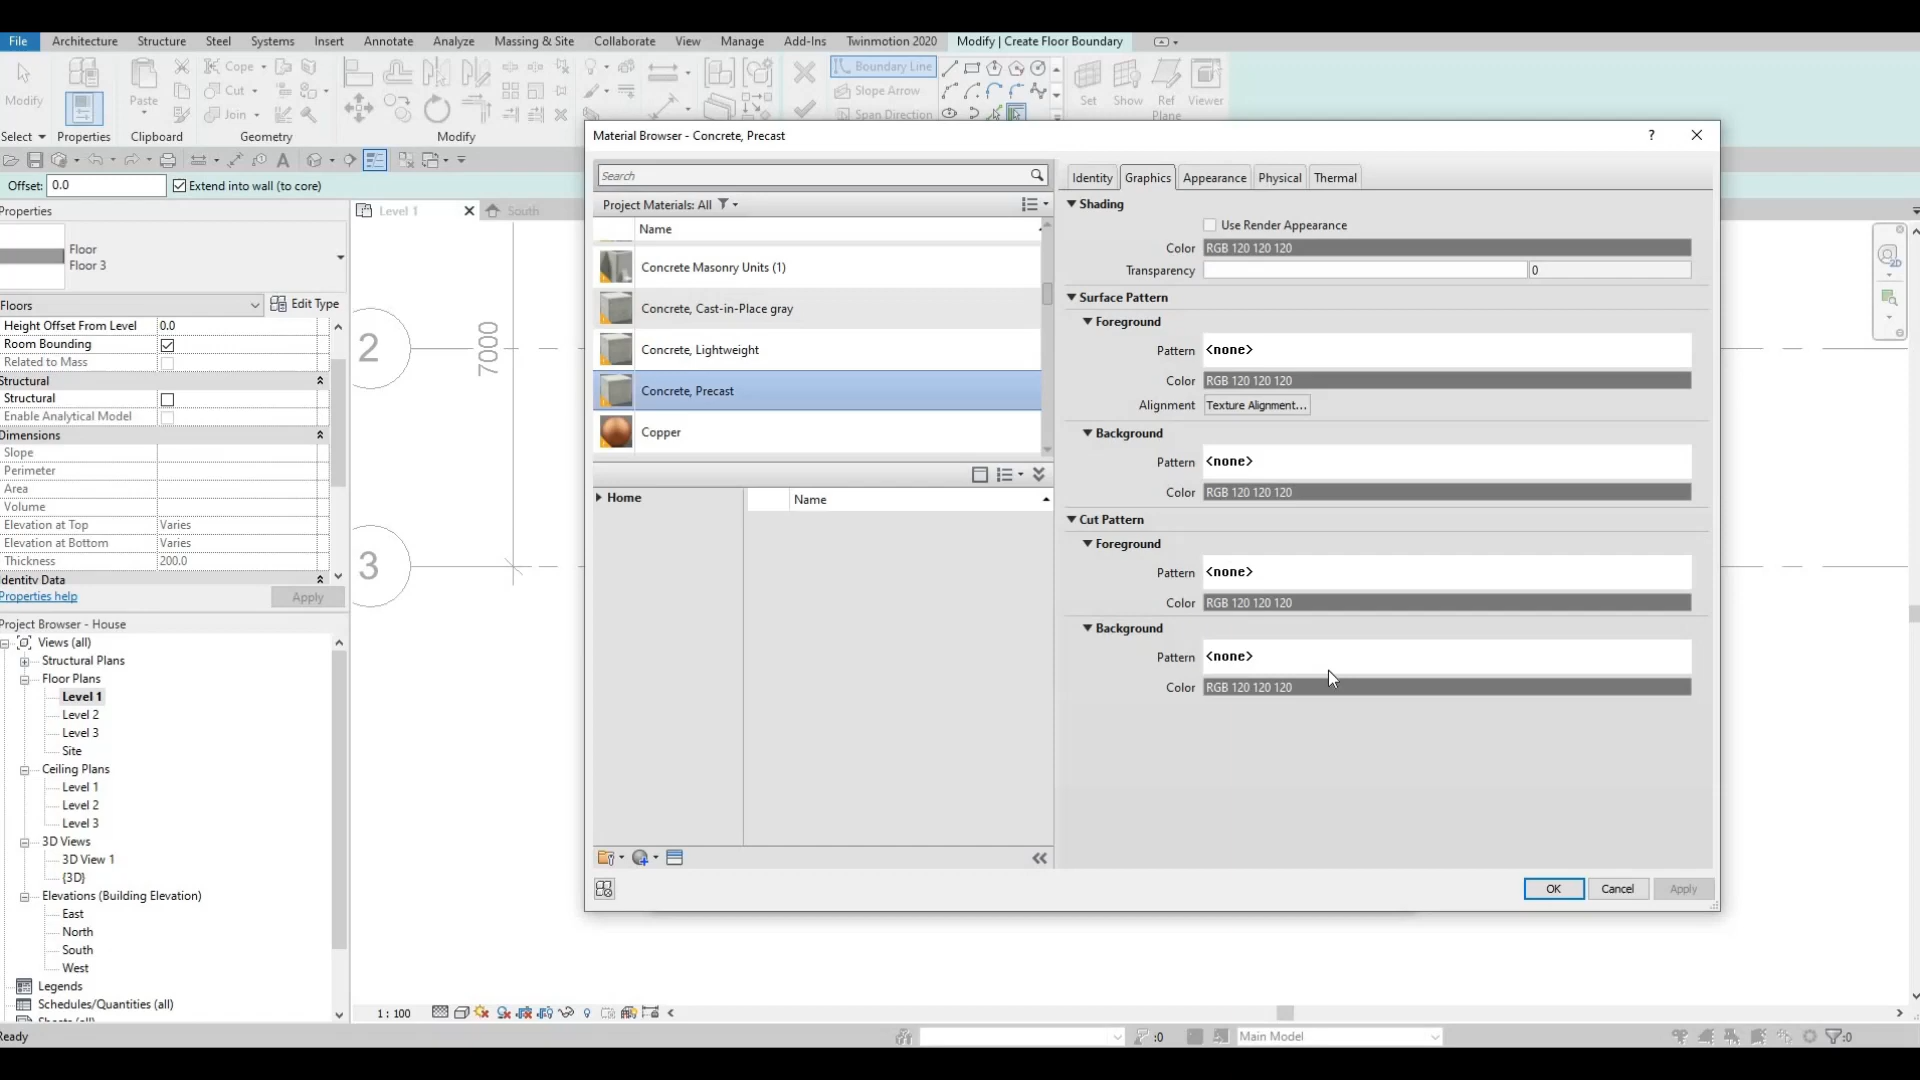 File Architecture Structure Steel Systems Insert Annotate Analyze Massing & Site Collaborate View Manage Add-Ins Twinmotion 2020 Modify | Create Floor Boundary
Cope Boundary Line
Modify Paste Cut Slope Arrow Set Show Ref Viewer
Join Span Direction Plane
Select Properties Clipboard Geometry Modify
Offset: 0.0 Extend into wall (to core)
Properties
Level 1 South
Floor
Floor 3
Floors Edit Type
Height Offset From Level 0.0
Room Bounding
Related to Mass
Structural
Structural
Enable Analytical Model
Dimensions
Slope
Perimeter
Area
Volume
Elevation at Top Varies
Elevation at Bottom Varies
Thickness 200.0
Identity Data
Properties help Apply
Project Browser - House
Views (all)
Structural Plans
Floor Plans
Level 1
Level 2
Level 3
Site
Ceiling Plans
Level 1
Level 2
Level 3
3D Views
3D View 1
{3D}
Elevations (Building Elevation)
East
North
South
West
Legends
Schedules/Quantities (all)
Sheets (all)
2
7000
3
Material Browser - Concrete, Precast ?
Search
Project Materials: All
Name
Concrete Masonry Units (1)
Concrete, Cast-in-Place gray
Concrete, Lightweight
Concrete, Precast
Copper
Home
Name
Identity Graphics Appearance Physical Thermal
Shading
Use Render Appearance
Color RGB 120 120 120
Transparency 0
Surface Pattern
Foreground
Pattern <none>
Color RGB 120 120 120
Alignment Texture Alignment...
Background
Pattern <none>
Color RGB 120 120 120
Cut Pattern
Foreground
Pattern <none>
Color RGB 120 120 120
Background
Pattern <none>
Color RGB 120 120 120
OK Cancel Apply
2D
1 : 100
Ready :0 Main Model :0